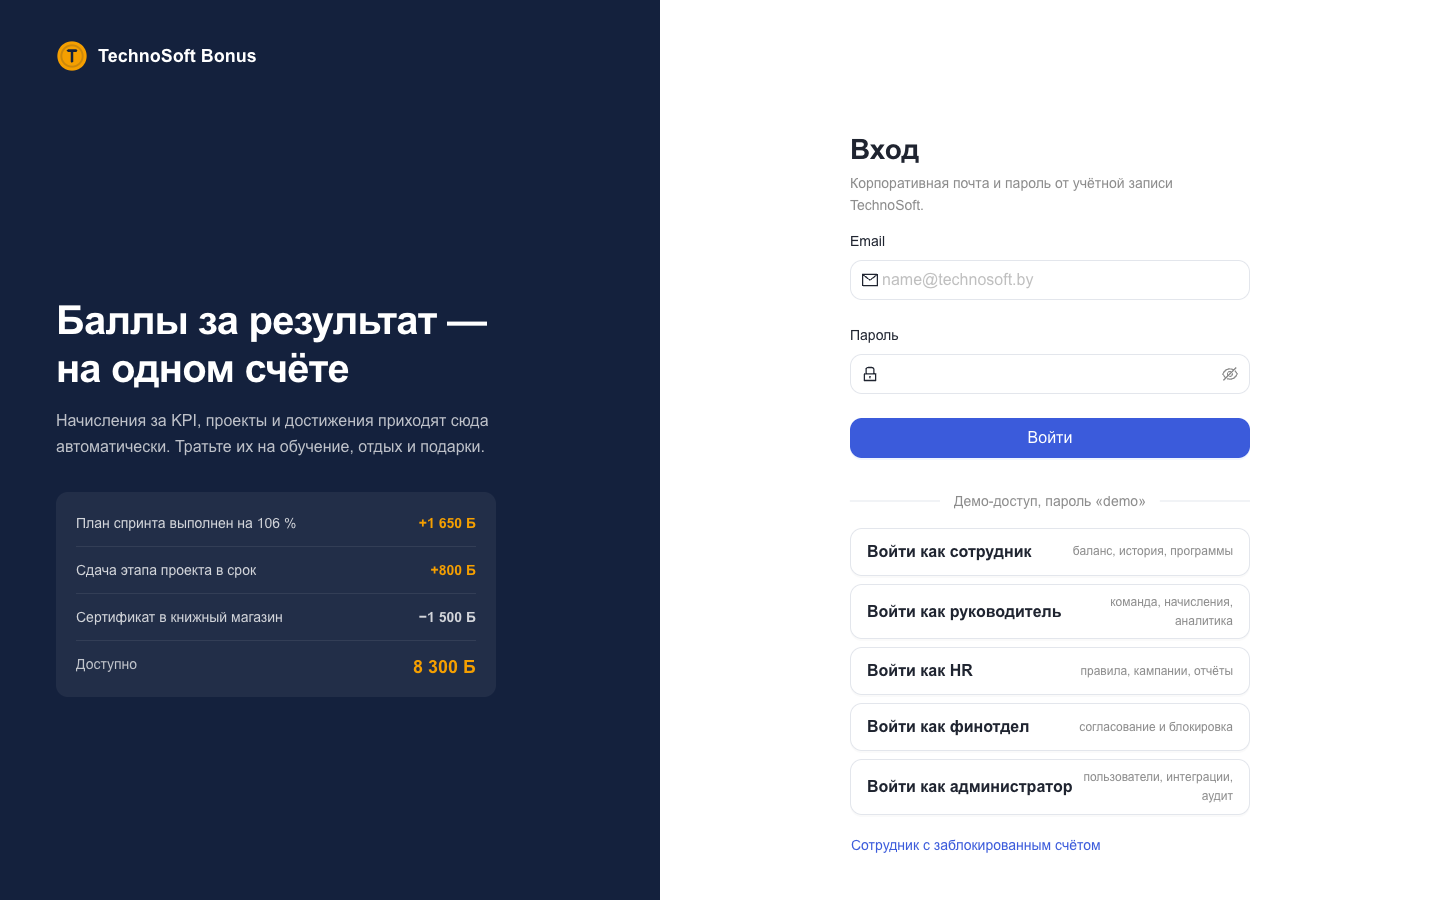 TechnoSoft Bonus
Баллы за результат —
на одном счёте
Начисления за KPI, проекты и достижения приходят сюда
автоматически. Тратьте их на обучение, отдых и подарки.
План спринта выполнен на 106 % +1 650 Б
Сдача этапа проекта в срок +800 Б
Сертификат в книжный магазин −1 500 Б
Доступно 8 300 Б
Вход
Корпоративная почта и пароль от учётной записи
TechnoSoft.
Email
name@technosoft.by
Пароль
Войти
Демо-доступ, пароль «demo»
Войти как сотрудник баланс, история, программы
Войти как руководитель команда, начисления,
аналитика
Войти как HR правила, кампании, отчёты
Войти как финотдел согласование и блокировка
Войти как администратор пользователи, интеграции,
аудит
Сотрудник с заблокированным счётом